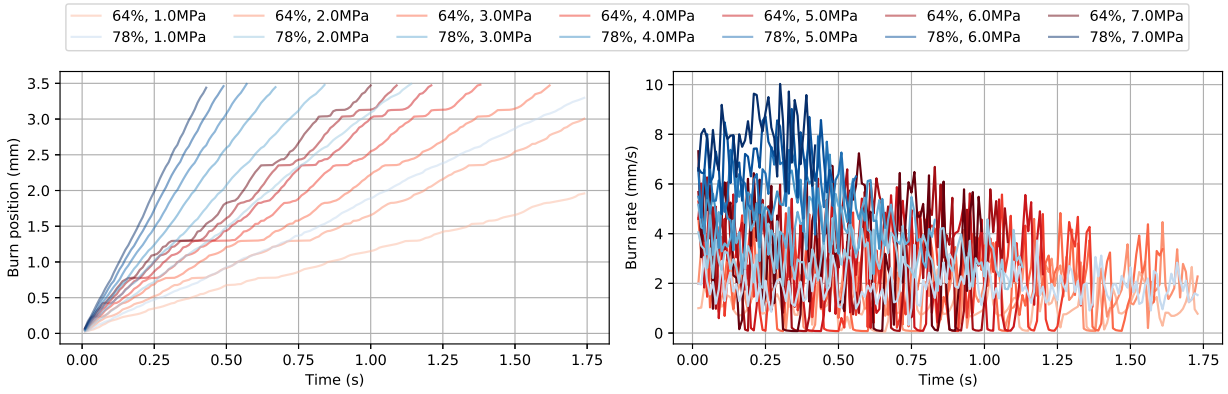 64%, 1.0MPa 64%, 2.0MPa 64%, 3.0MPa 64%, 4.0MPa 64%, 5.0MPa 64%, 6.0MPa 64%, 7.0MPa
78%, 1.0MPa 78%, 2.0MPa 78%, 3.0MPa 78%, 4.0MPa 78%, 5.0MPa 78%, 6.0MPa 78%, 7.0MPa
Burn position (mm)
3.5
3.0
2.5
2.0
1.5
1.0
0.5
0.0
0.00 0.25 0.50 0.75 1.00 1.25 1.50 1.75
Time (s)
Burn rate (mm/s)
10
8
6
4
2
0
0.00 0.25 0.50 0.75 1.00 1.25 1.50 1.75
Time (s)